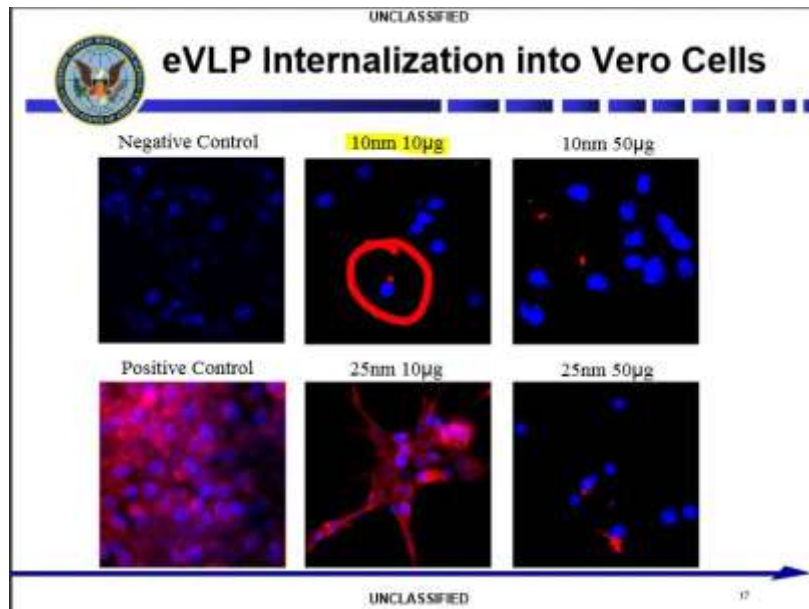 UNCLASSIFIED
eVLP Internalization into Vero Cells
Negative Control
10nm 10µg
10nm 50µg
Positive Control
25nm 10µg
25nm 50µg
UNCLASSIFIED